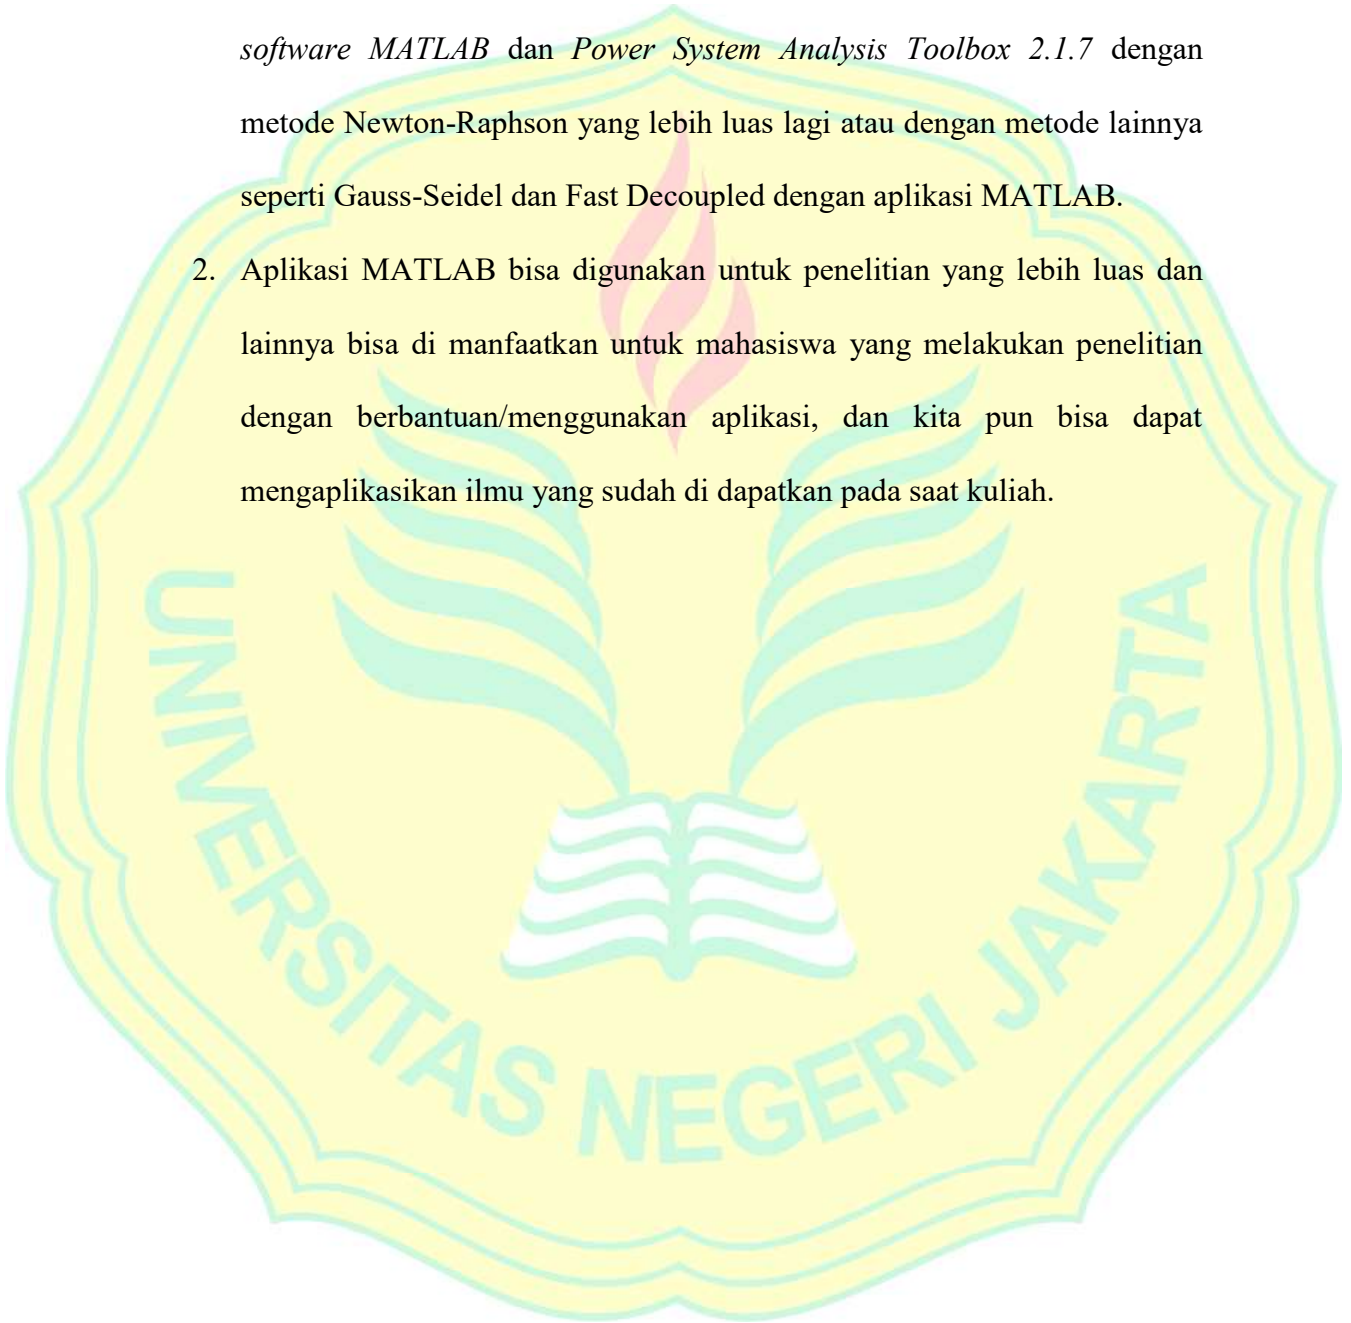 software MATLAB dan Power System Analysis Toolbox 2.1.7 dengan
metode Newton-Raphson yang lebih luas lagi atau dengan metode lainnya
seperti Gauss-Seidel dan Fast Decoupled dengan aplikasi MATLAB.
2. Aplikasi MATLAB bisa digunakan untuk penelitian yang lebih luas dan
lainnya bisa di manfaatkan untuk mahasiswa yang melakukan penelitian
dengan berbantuan/menggunakan aplikasi, dan kita pun bisa dapat
mengaplikasikan ilmu yang sudah di dapatkan pada saat kuliah.
UNIVERSITAS NEGERI JAKARTA